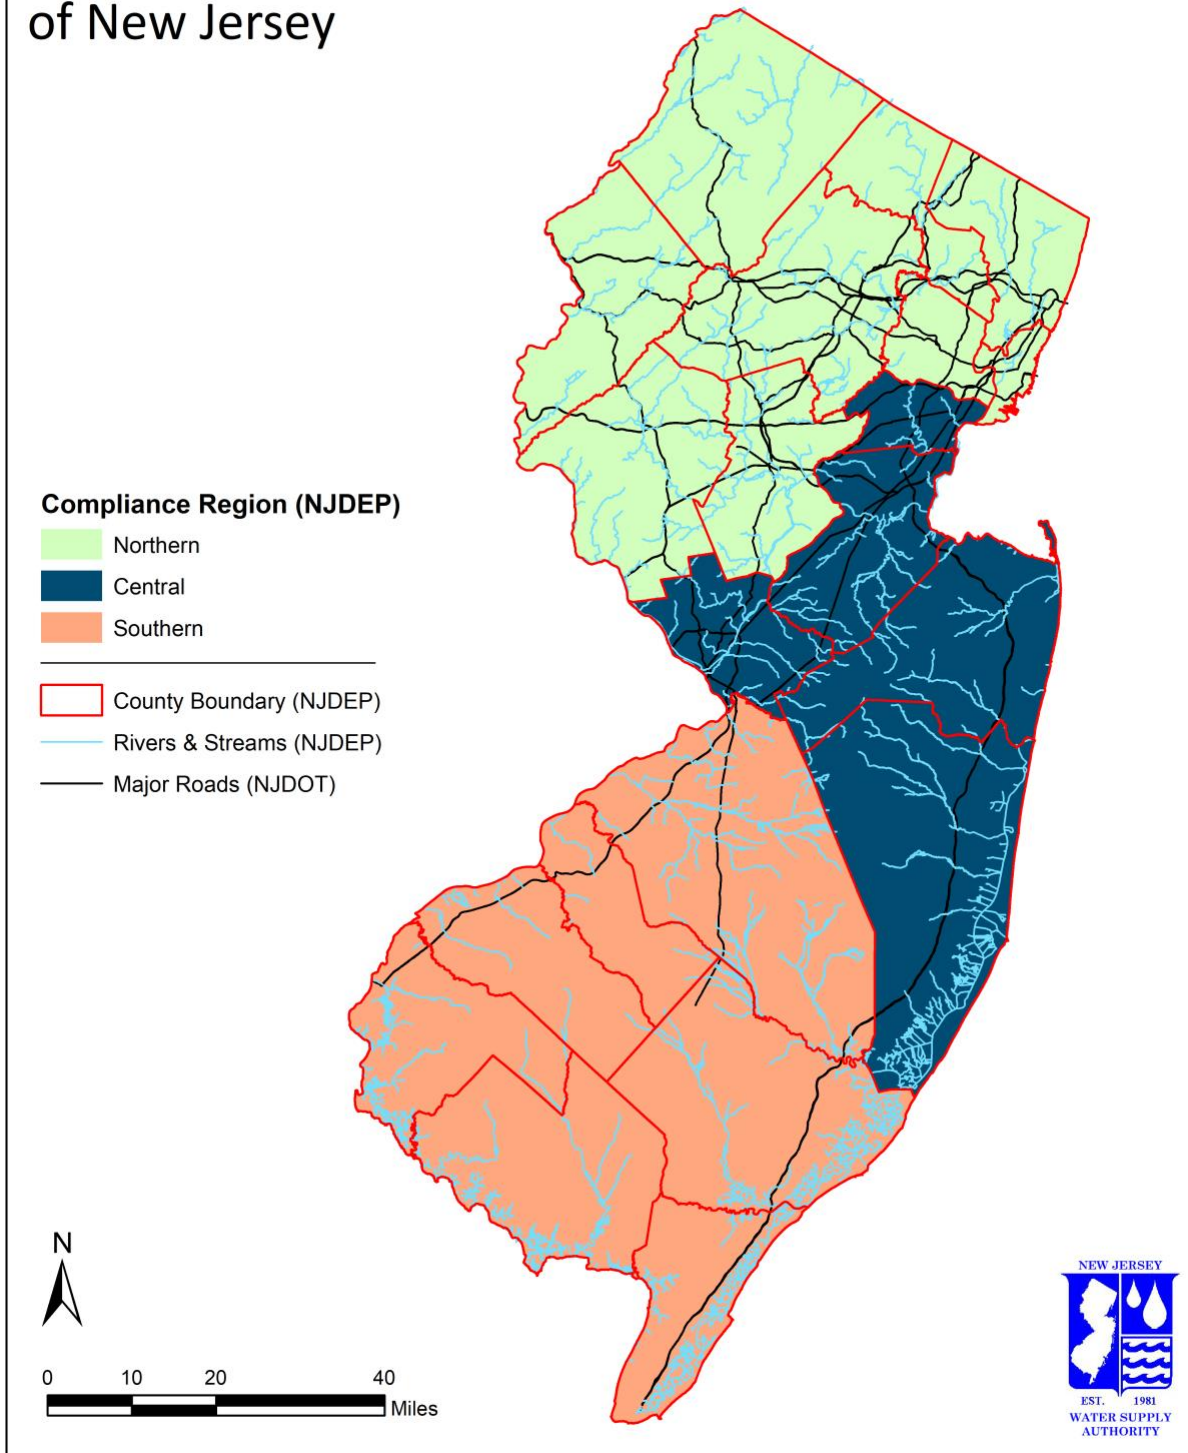 of New Jersey
Compliance Region (NJDEP)
Northern
Central
Southern
County Boundary (NJDEP)
Rivers & Streams (NJDEP)
Major Roads (NJDOT)
N
0 10 20 40
Miles
NEW JERSEY
EST. 1981
WATER SUPPLY
AUTHORITY